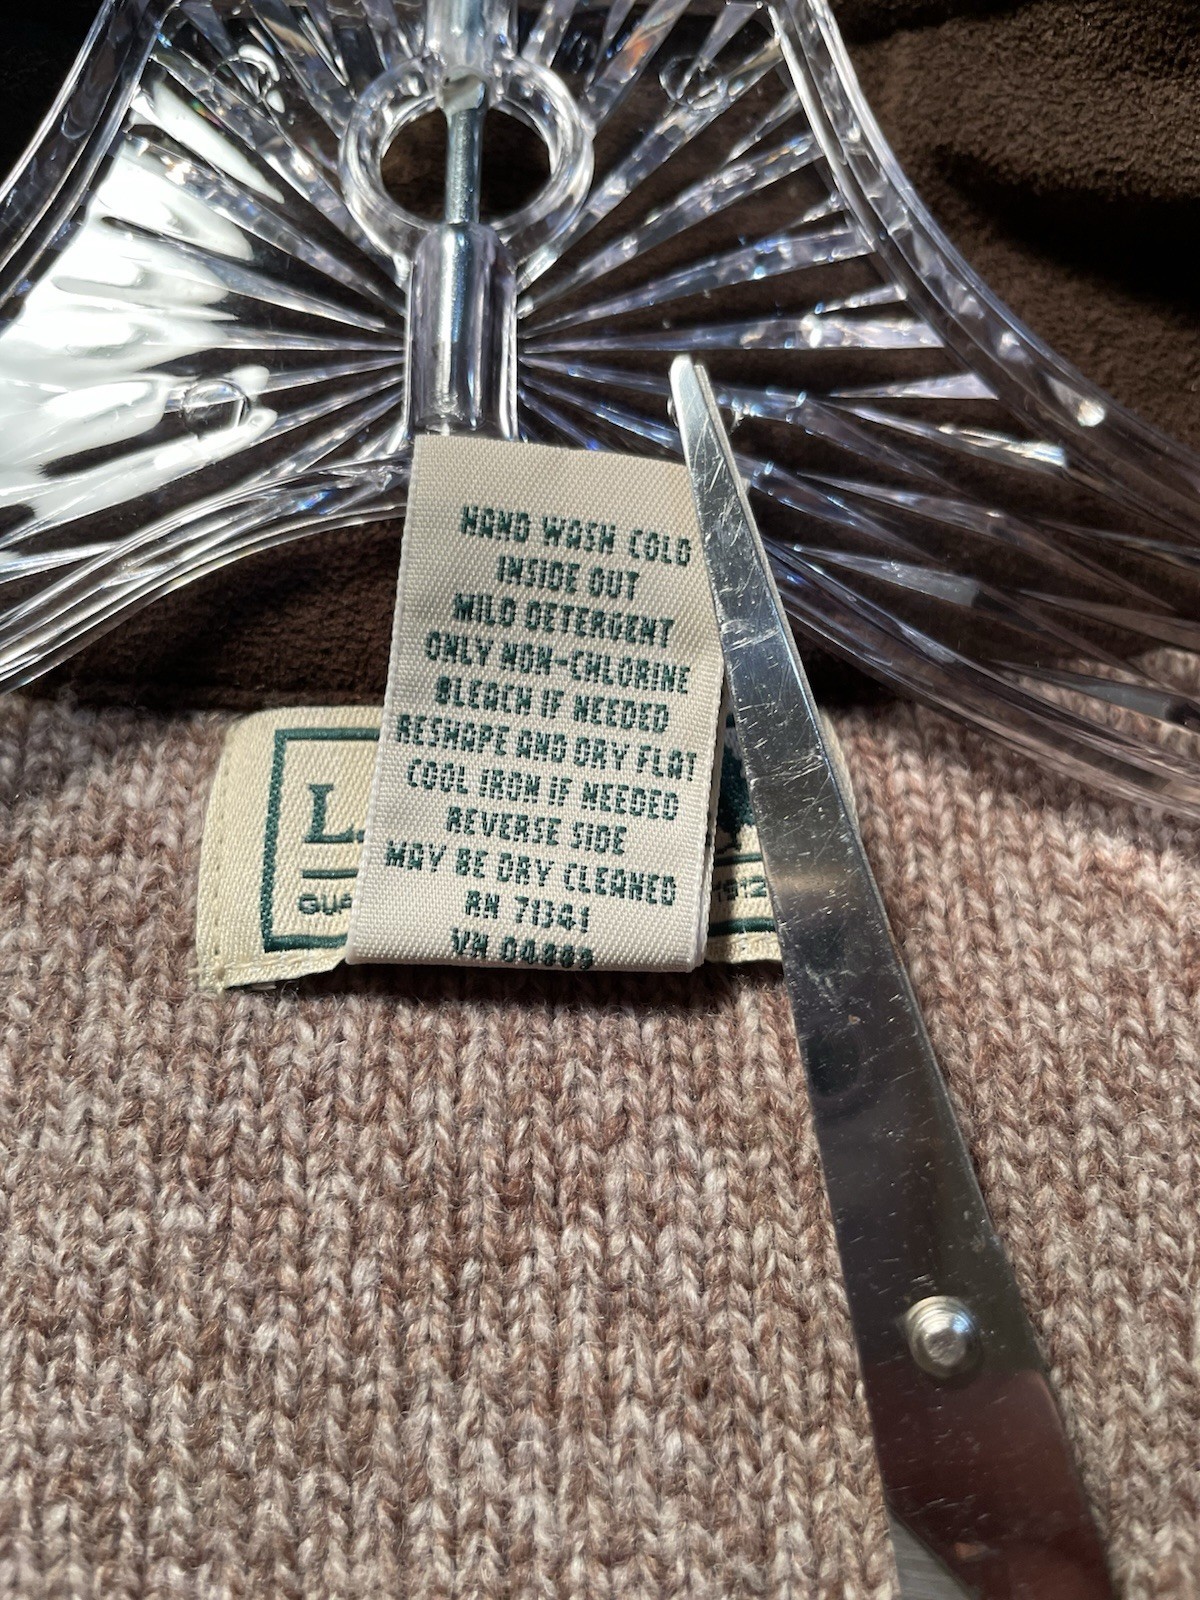 HAND WASH COLD
INSIDE OUT
MILD DETERGENT
ONLY NON-CHLORINE
BLEACH IF NEEDED
RESHAPE AND DRY FLAT
COOL IRON IF NEEDED
REVERSE SIDE
MAY BE DRY CLEANED
RN 71341
VN
L.